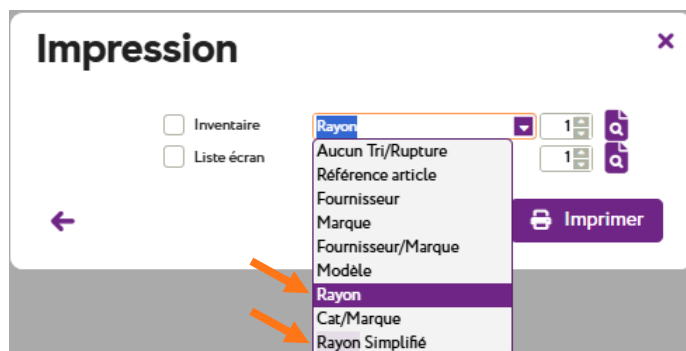 Impression
Inventaire Rayon 1
Liste écran 1
Aucun Tri/Rupture
Référence article
Fournisseur
Marque
Fournisseur/Marque
Modèle
Rayon
Cat/Marque
Rayon Simplifié
Imprimer